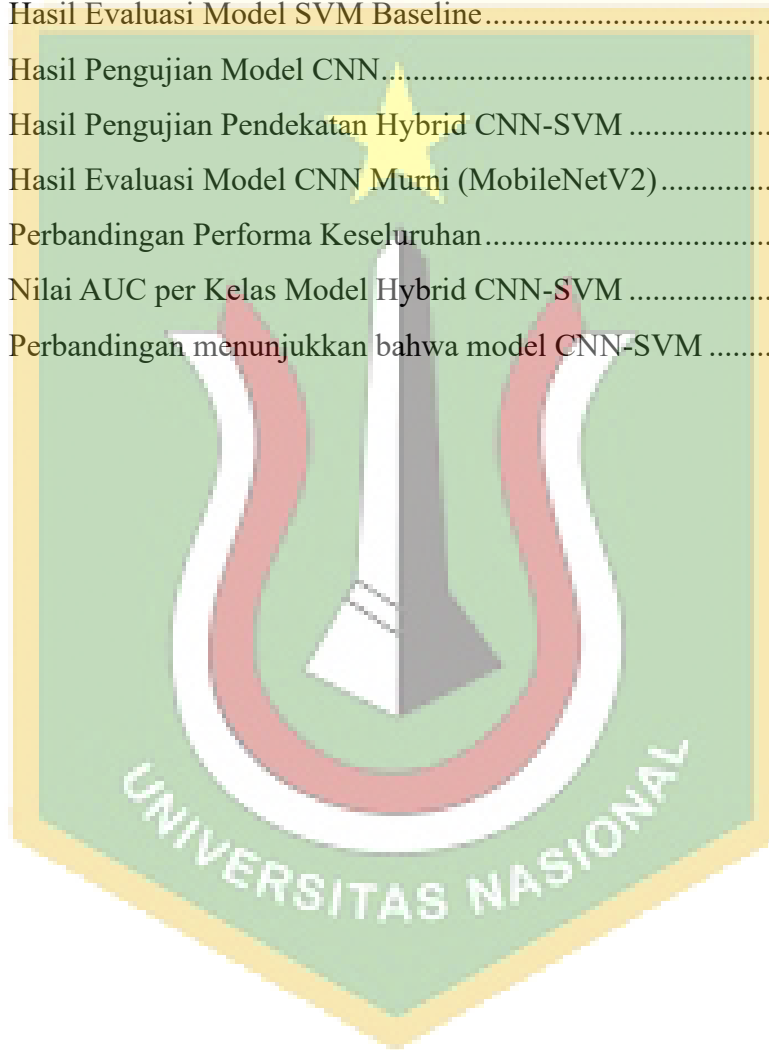 Hasil Evaluasi Model SVM Baseline....................................
Hasil Pengujian Model CNN.................................................
Hasil Pengujian Pendekatan Hybrid CNN-SVM .................
Hasil Evaluasi Model CNN Murni (MobileNetV2).............
Perbandingan Performa Keseluruhan....................................
Nilai AUC per Kelas Model Hybrid CNN-SVM .................
Perbandingan menunjukkan bahwa model CNN-SVM .......
UNIVERSITAS NASIONAL